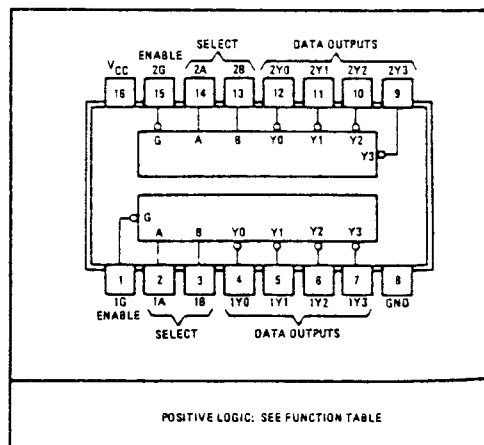 ENABLE SELECT DATA OUTPUTS
VCC 2G 2A 2B 2Y0 2Y1 2Y2 2Y3
16 15 14 13 12 11 10 9
G A B Y0 Y1 Y2
Y3
G
A B Y0 Y1 Y2 Y3
1 2 3 4 5 6 7 8
1G 1A 1B 1Y0 1Y1 1Y2 1Y3 GND
ENABLE
SELECT DATA OUTPUTS
POSITIVE LOGIC: SEE FUNCTION TABLE